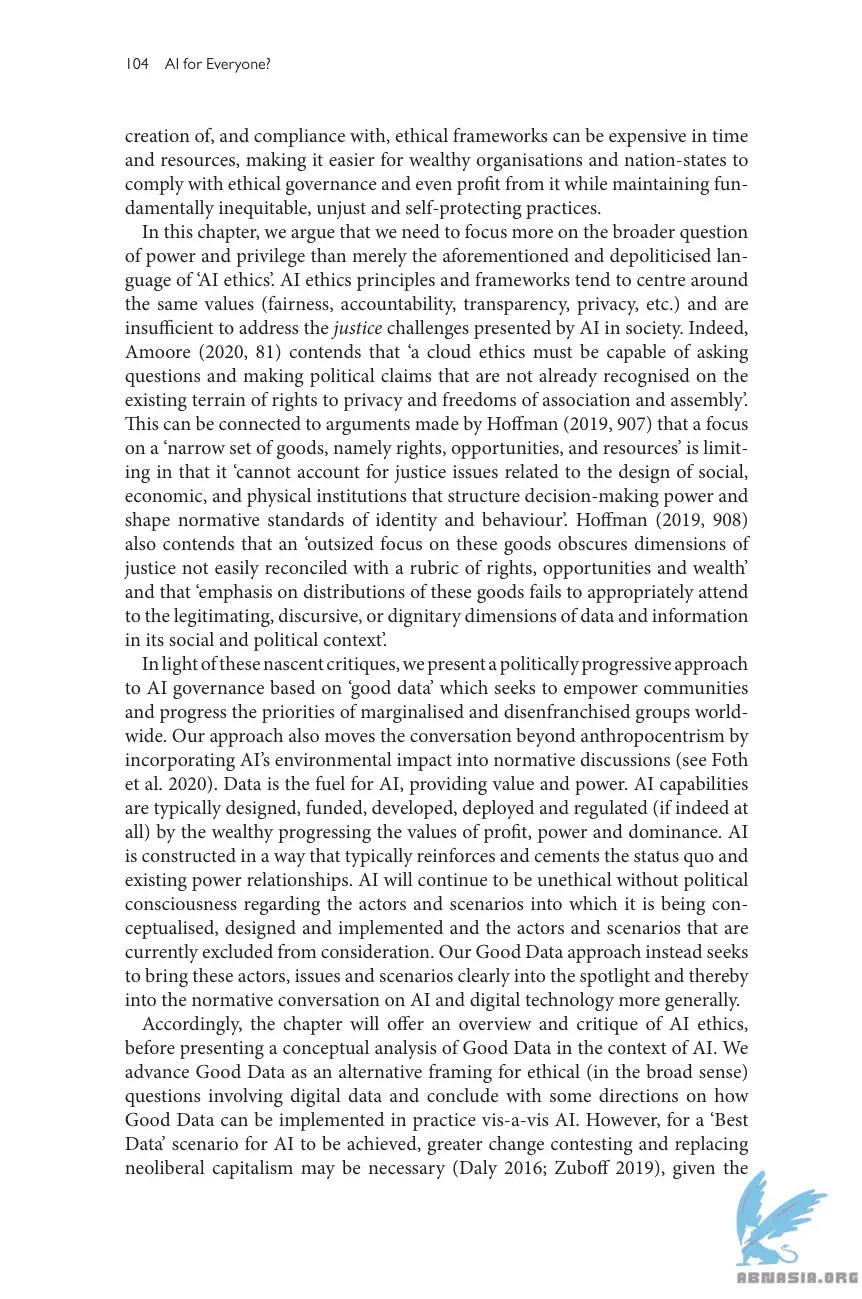 104 AI for Everyone?
creation of, and compliance with, ethical frameworks can be expensive in time
and resources, making it easier for wealthy organisations and nation-states to
comply with ethical governance and even profit from it while maintaining fun-
damentally inequitable, unjust and self-protecting practices.
In this chapter, we argue that we need to focus more on the broader question
of power and privilege than merely the aforementioned and depoliticised lan-
guage of ‘AI ethics’. AI ethics principles and frameworks tend to centre around
the same values (fairness, accountability, transparency, privacy, etc.) and are
insufficient to address the justice challenges presented by AI in society. Indeed,
Amoore (2020, 81) contends that ‘a cloud ethics must be capable of asking
questions and making political claims that are not already recognised on the
existing terrain of rights to privacy and freedoms of association and assembly’.
This can be connected to arguments made by Hoffman (2019, 907) that a focus
on a ‘narrow set of goods, namely rights, opportunities, and resources’ is limit-
ing in that it ‘cannot account for justice issues related to the design of social,
economic, and physical institutions that structure decision-making power and
shape normative standards of identity and behaviour’. Hoffman (2019, 908)
also contends that an ‘outsized focus on these goods obscures dimensions of
justice not easily reconciled with a rubric of rights, opportunities and wealth’
and that ‘emphasis on distributions of these goods fails to appropriately attend
to the legitimating, discursive, or dignitary dimensions of data and information
in its social and political context’.
In light of these nascent critiques, we present a politically progressive approach
to AI governance based on ‘good data’ which seeks to empower communities
and progress the priorities of marginalised and disenfranchised groups world-
wide. Our approach also moves the conversation beyond anthropocentrism by
incorporating AI’s environmental impact into normative discussions (see Foth
et al. 2020). Data is the fuel for AI, providing value and power. AI capabilities
are typically designed, funded, developed, deployed and regulated (if indeed at
all) by the wealthy progressing the values of profit, power and dominance. AI
is constructed in a way that typically reinforces and cements the status quo and
existing power relationships. AI will continue to be unethical without political
consciousness regarding the actors and scenarios into which it is being con-
ceptualised, designed and implemented and the actors and scenarios that are
currently excluded from consideration. Our Good Data approach instead seeks
to bring these actors, issues and scenarios clearly into the spotlight and thereby
into the normative conversation on AI and digital technology more generally.
Accordingly, the chapter will offer an overview and critique of AI ethics,
before presenting a conceptual analysis of Good Data in the context of AI. We
advance Good Data as an alternative framing for ethical (in the broad sense)
questions involving digital data and conclude with some directions on how
Good Data can be implemented in practice vis-a-vis AI. However, for a ‘Best
Data’ scenario for AI to be achieved, greater change contesting and replacing
neoliberal capitalism may be necessary (Daly 2016; Zuboff 2019), given the
ABNASIA.ORG